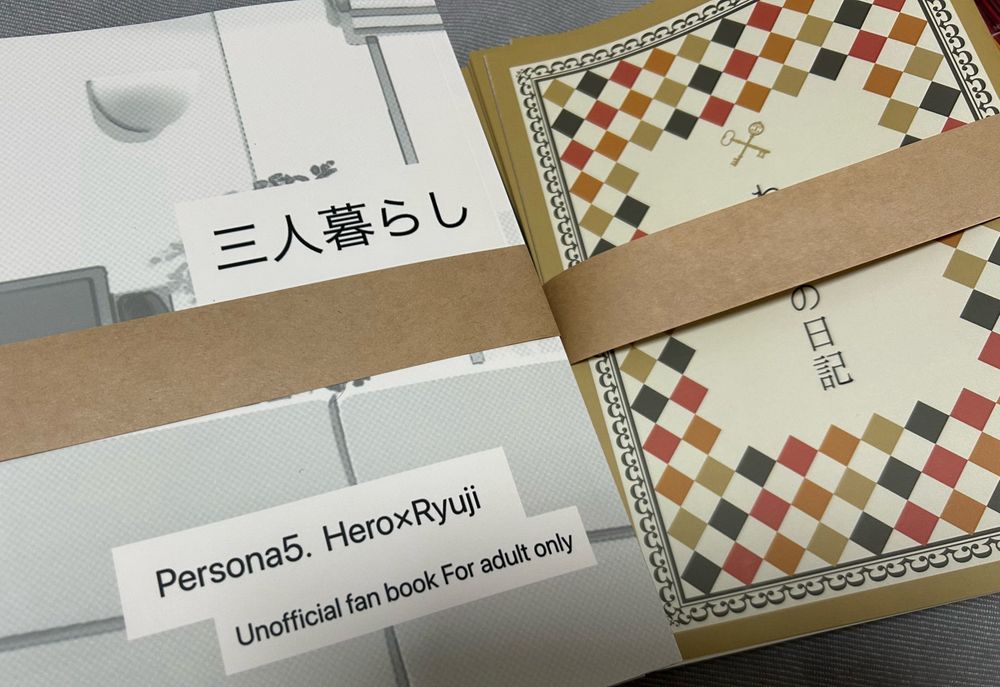 三人暮らし
Persona5. Hero×Ryuji
Unofficial fan book For adult only
の日記